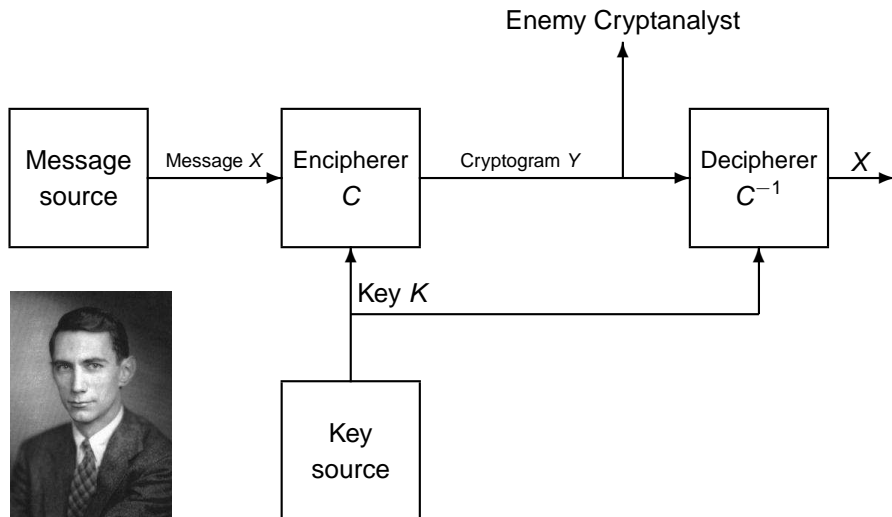 Enemy Cryptanalyst
Message
source
Message X
Encipherer
C
Cryptogram Y
Decipherer
C⁻¹
X
Key K
Key
source